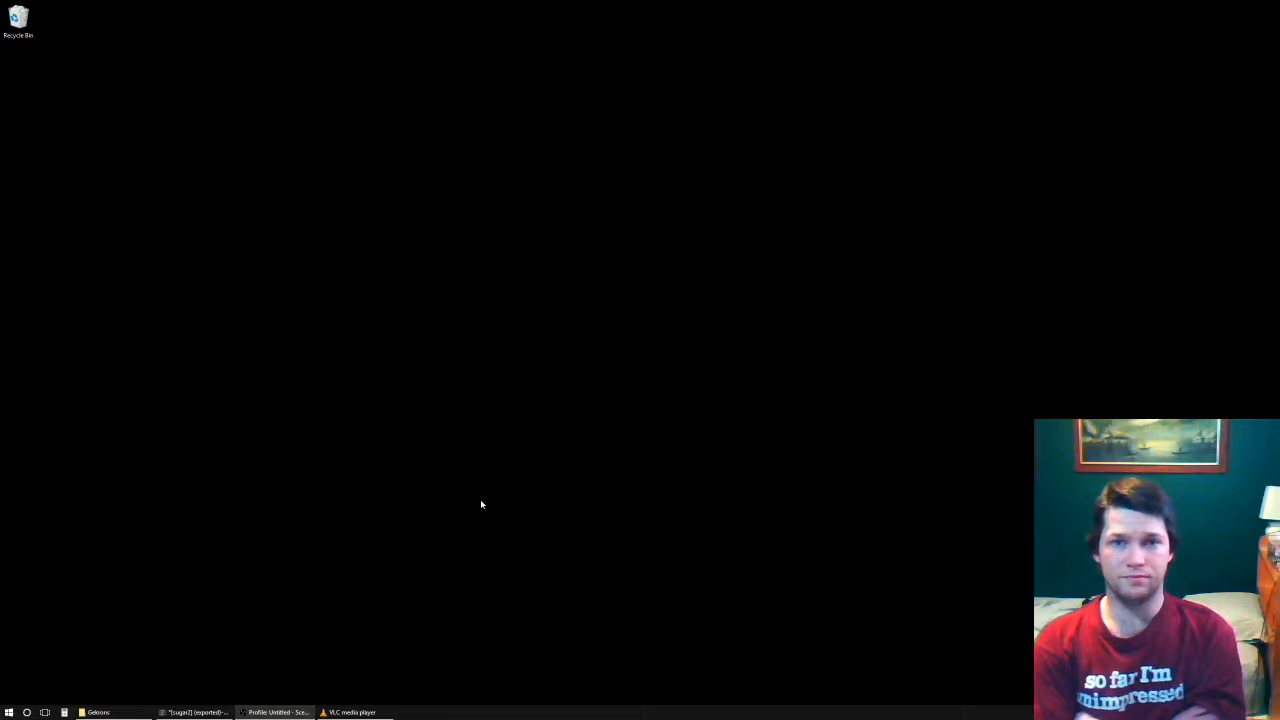 Recycle Bin
so far I'm
unimpressed
Gekrons
*[sugar2] (exported)-...
Profile: Untitled - Sce...
VLC media player